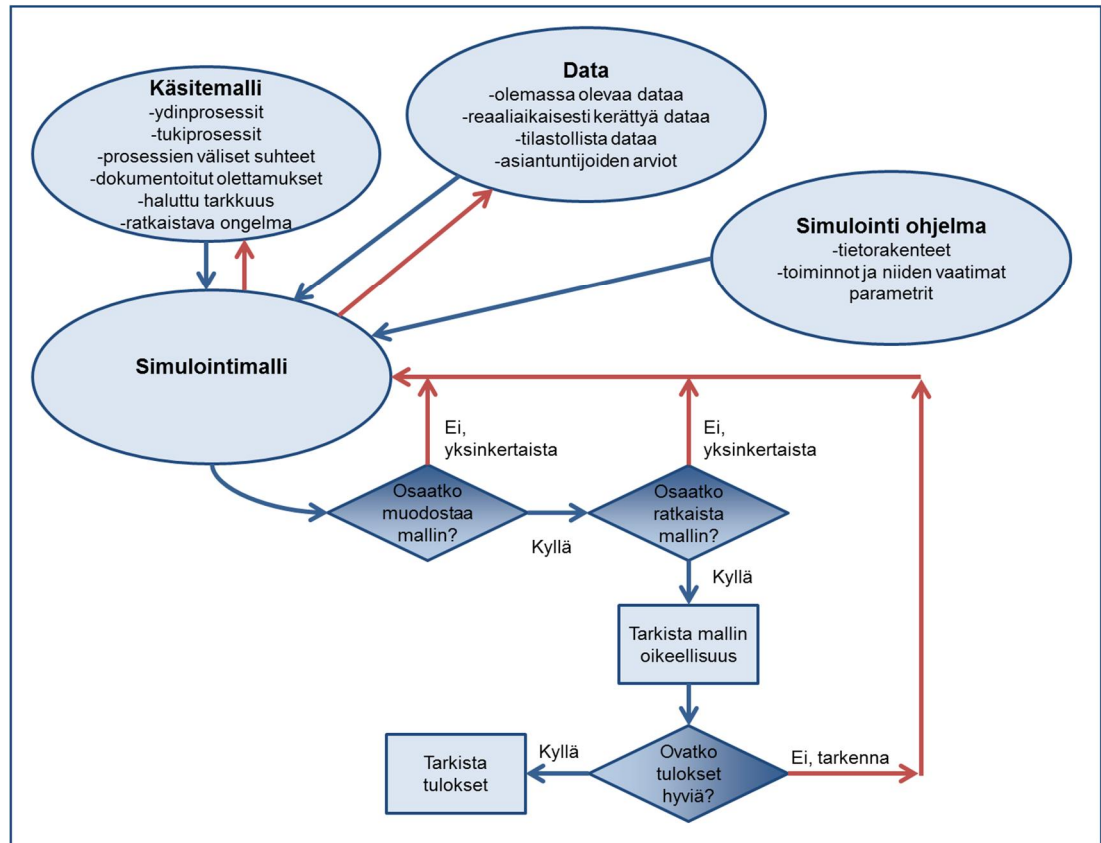 Käsitemalli
-ydinprosessit
-tukiprosessit
-prosessien väliset suhteet
-dokumentoitut olettamukset
-haluttu tarkkuus
-ratkaistava ongelma
Data
-olemassa olevaa dataa
-reaaliaikaisesti kerättyä dataa
-tilastollista dataa
-asiantuntijoiden arviot
Simulointi ohjelma
-tietorakenteet
-toiminnot ja niiden vaatimat
parametrit
Simulointimalli
Ei,
yksinkertaista
Ei,
yksinkertaista
Osaatko
muodostaa
mallin?
Kyllä
Osaatko
ratkaista
mallin?
Kyllä
Tarkista mallin
oikeellisuus
Ovatko
tulokset
hyviä?
Ei, tarkenna
Kyllä
Tarkista
tulokset